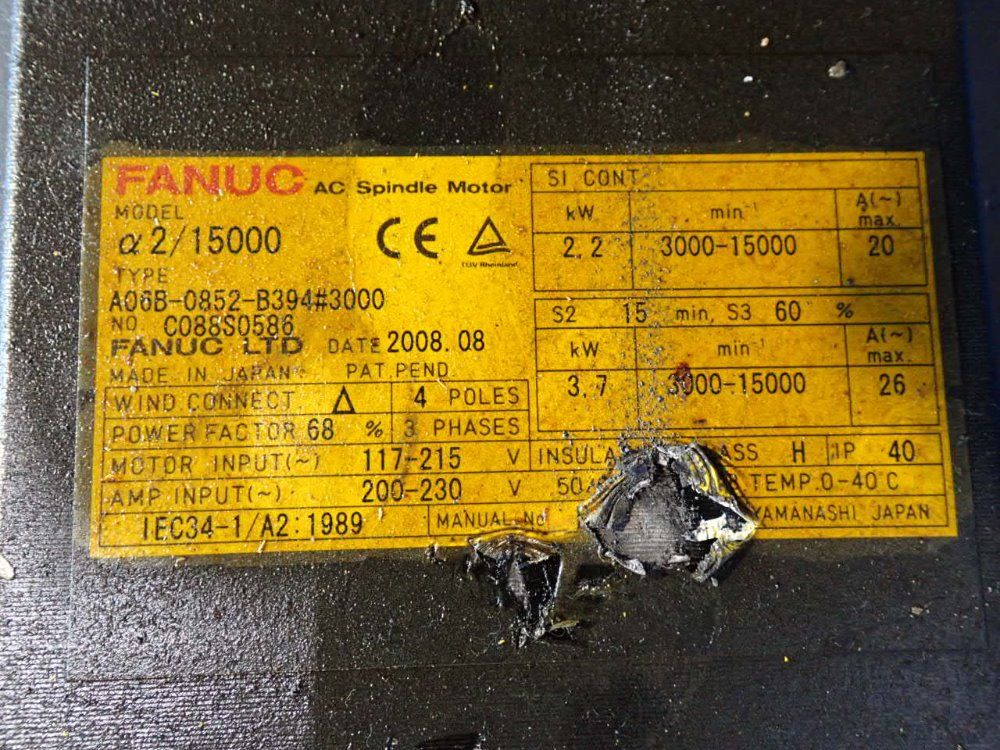 FANUC AC Spindle Motor
MODEL
α2/15000
CE
TÜV Rheinland
TYPE
A06B-0852-B394#3000
NO. C088S0586
FANUC LTD DATE 2008.08
MADE IN JAPAN PAT.PEND.
WIND CONNECT Δ 4 POLES
POWER FACTOR 68 % 3 PHASES
MOTOR INPUT(~) 117-215 V
AMP INPUT(~) 200-230 V
IEC34-1/A2:1989
SI CONT
kW min⁻¹ A(~) max.
2.2 3000-15000 20
S2 15 min, S3 60 %
kW min⁻¹ A(~) max.
3.7 3000-15000 26
H IP 40
TEMP.0-40°C
MANUAL No
YAMANASHI JAPAN